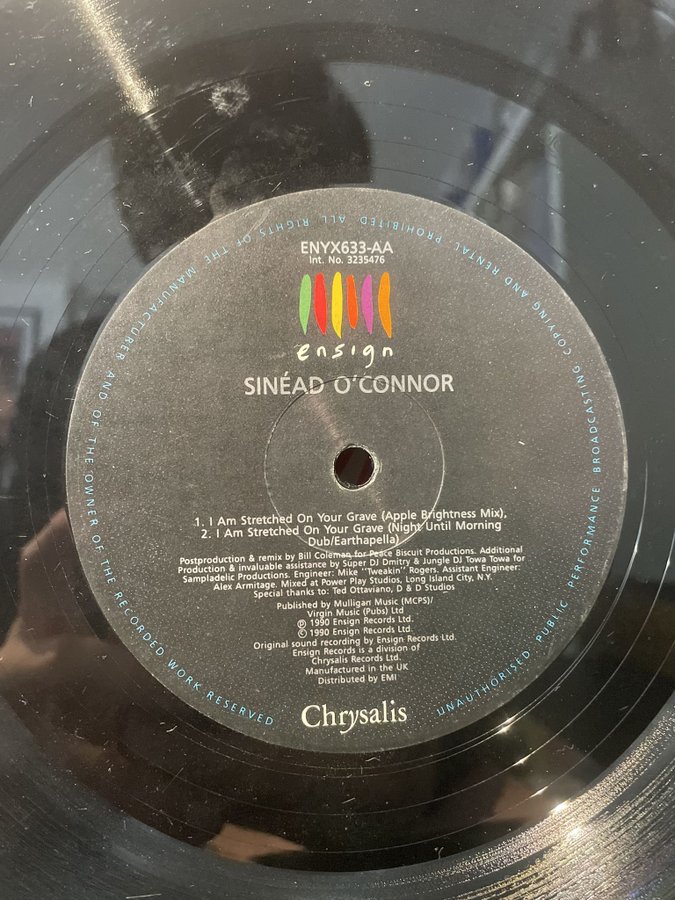 ENYX633-AA
Int. No. 3235476
ensign
SINÉAD O'CONNOR
1. I Am Stretched On Your Grave (Apple Brightness Mix),
2. I Am Stretched On Your Grave (Night Until Morning
Dub/Earthapella)
Postproduction & remix by Bill Coleman for Peace Biscuit Productions. Additional
Production & invaluable assistance by Super DJ Dmitry & Jungle DJ Towa Towa for
Sampladelic Productions. Engineer: Mike "Tweakin" Rogers. Assistant Engineer:
Alex Armitage. Mixed at Power Play Studios, Long Island City, N.Y.
Special thanks to: Ted Ottaviano, D & D Studios
Published by Mulligan Music (MCPS)/
Virgin Music (Pubs) Ltd
℗ 1990 Ensign Records Ltd.
© 1990 Ensign Records Ltd.
Original sound recording by Ensign Records Ltd.
Ensign Records is a division of
Chrysalis Records Ltd.
Manufactured in the UK
Distributed by EMI
Chrysalis
ALL RIGHTS OF THE MANUFACTURER AND OF THE OWNER OF THE RECORDED WORK RESERVED
UNAUTHORISED PUBLIC PERFORMANCE BROADCASTING COPYING AND RENTAL PROHIBITED